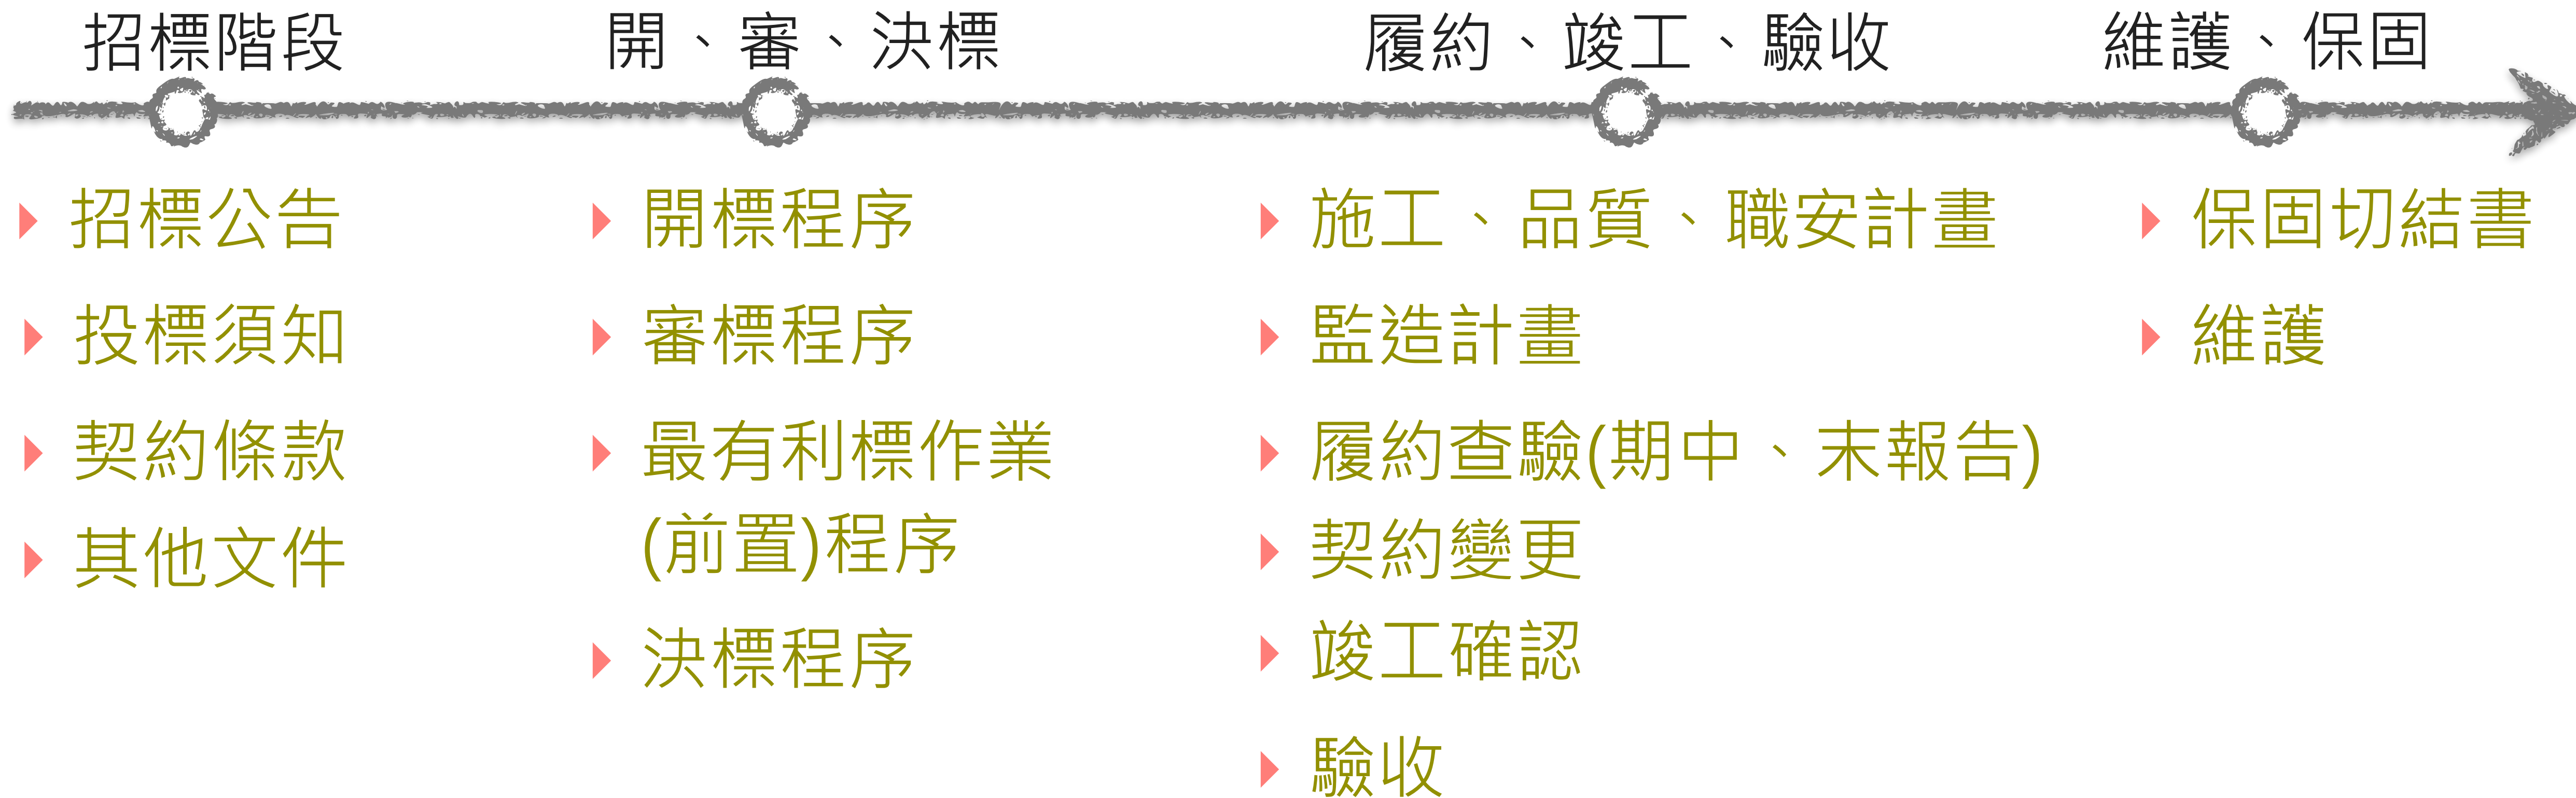 招標階段
開、審、決標
履約、竣工、驗收
維護、保固
招標公告
投標須知
契約條款
其他文件
開標程序
審標程序
最有利標作業
(前置)程序
決標程序
施工、品質、職安計畫
監造計畫
履約查驗(期中、末報告)
契約變更
竣工確認
驗收
保固切結書
維護